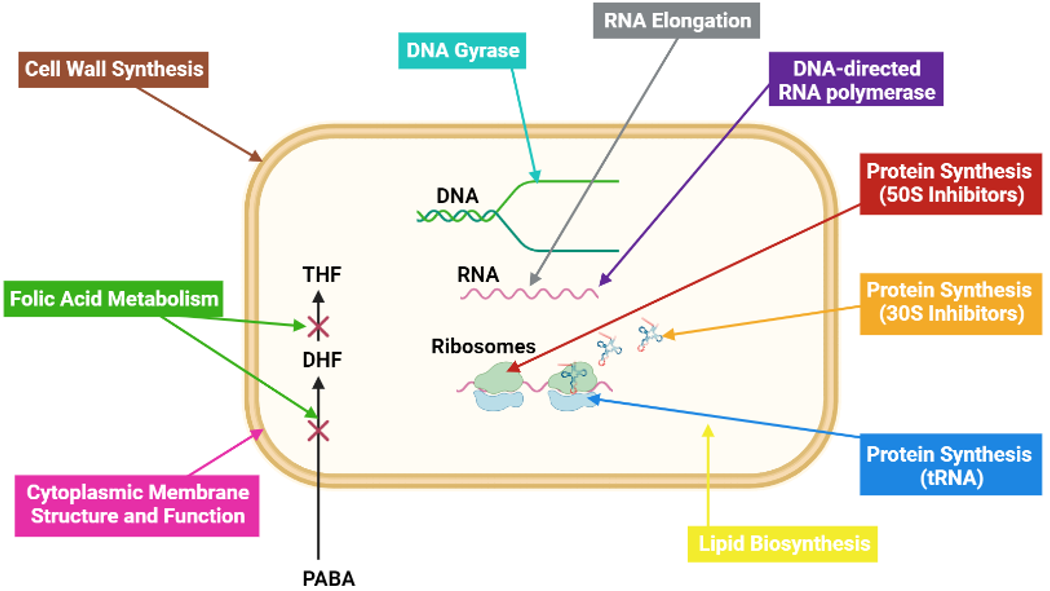 RNA Elongation
DNA Gyrase
Cell Wall Synthesis
DNA-directed
RNA polymerase
Protein Synthesis
(50S Inhibitors)
DNA
THF
RNA
Folic Acid Metabolism
Protein Synthesis
(30S Inhibitors)
Ribosomes
DHF
Protein Synthesis
(tRNA)
Cytoplasmic Membrane
Structure and Function
Lipid Biosynthesis
PABA